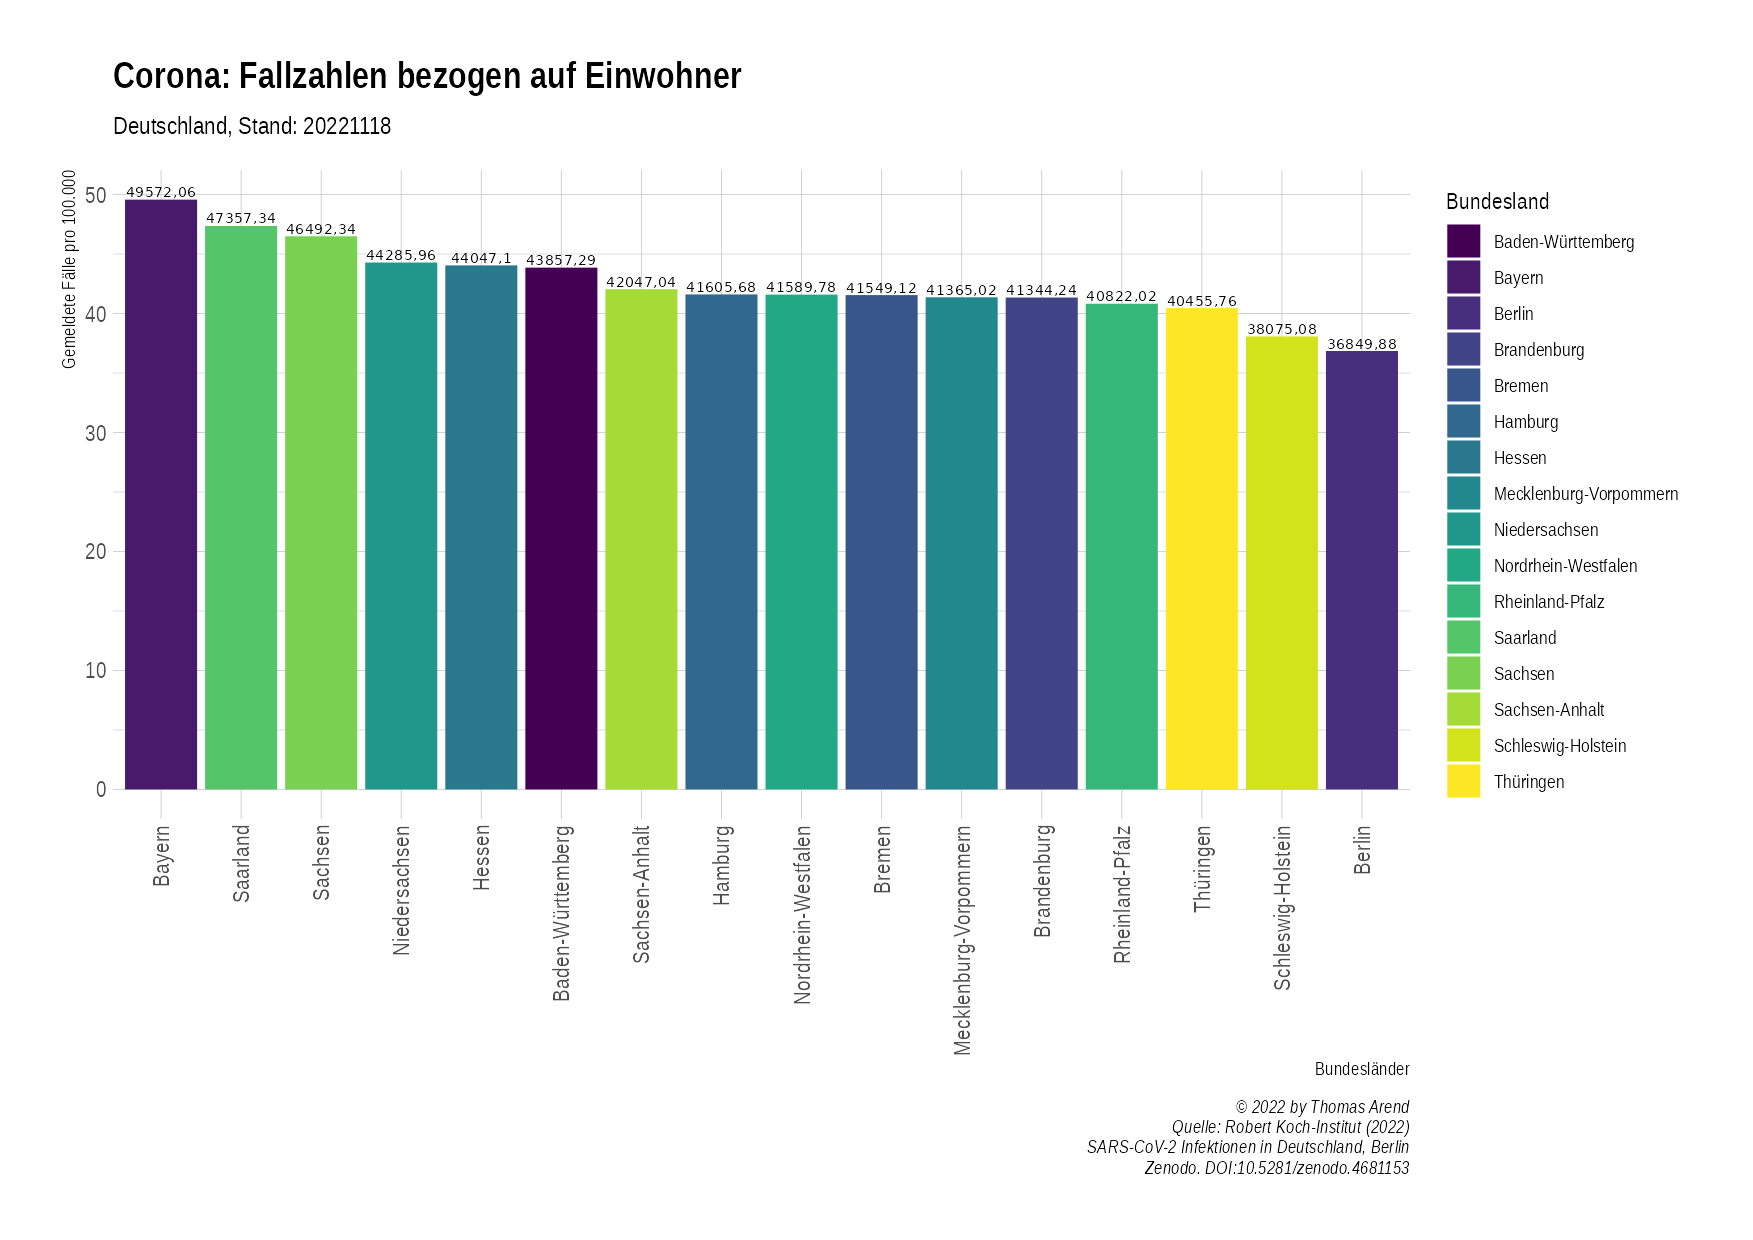 Corona: Fallzahlen bezogen auf Einwohner
Deutschland, Stand: 20221118
Gemeldete Fälle pro 100.000
50
40
30
20
10
0
49572,06
47357,34
46492,34
44285,96
44047,1
43857,29
42047,04
41605,68
41589,78
41549,12
41365,02
41344,24
40822,02
40455,76
38075,08
36849,88
Bayern
Saarland
Sachsen
Niedersachsen
Hessen
Baden-Württemberg
Sachsen-Anhalt
Hamburg
Nordrhein-Westfalen
Bremen
Mecklenburg-Vorpommern
Brandenburg
Rheinland-Pfalz
Thüringen
Schleswig-Holstein
Berlin
Bundesländer
Bundesland
Baden-Württemberg
Bayern
Berlin
Brandenburg
Bremen
Hamburg
Hessen
Mecklenburg-Vorpommern
Niedersachsen
Nordrhein-Westfalen
Rheinland-Pfalz
Saarland
Sachsen
Sachsen-Anhalt
Schleswig-Holstein
Thüringen
© 2022 by Thomas Arend
Quelle: Robert Koch-Institut (2022)
SARS-CoV-2 Infektionen in Deutschland, Berlin
Zenodo. DOI:10.5281/zenodo.4681153